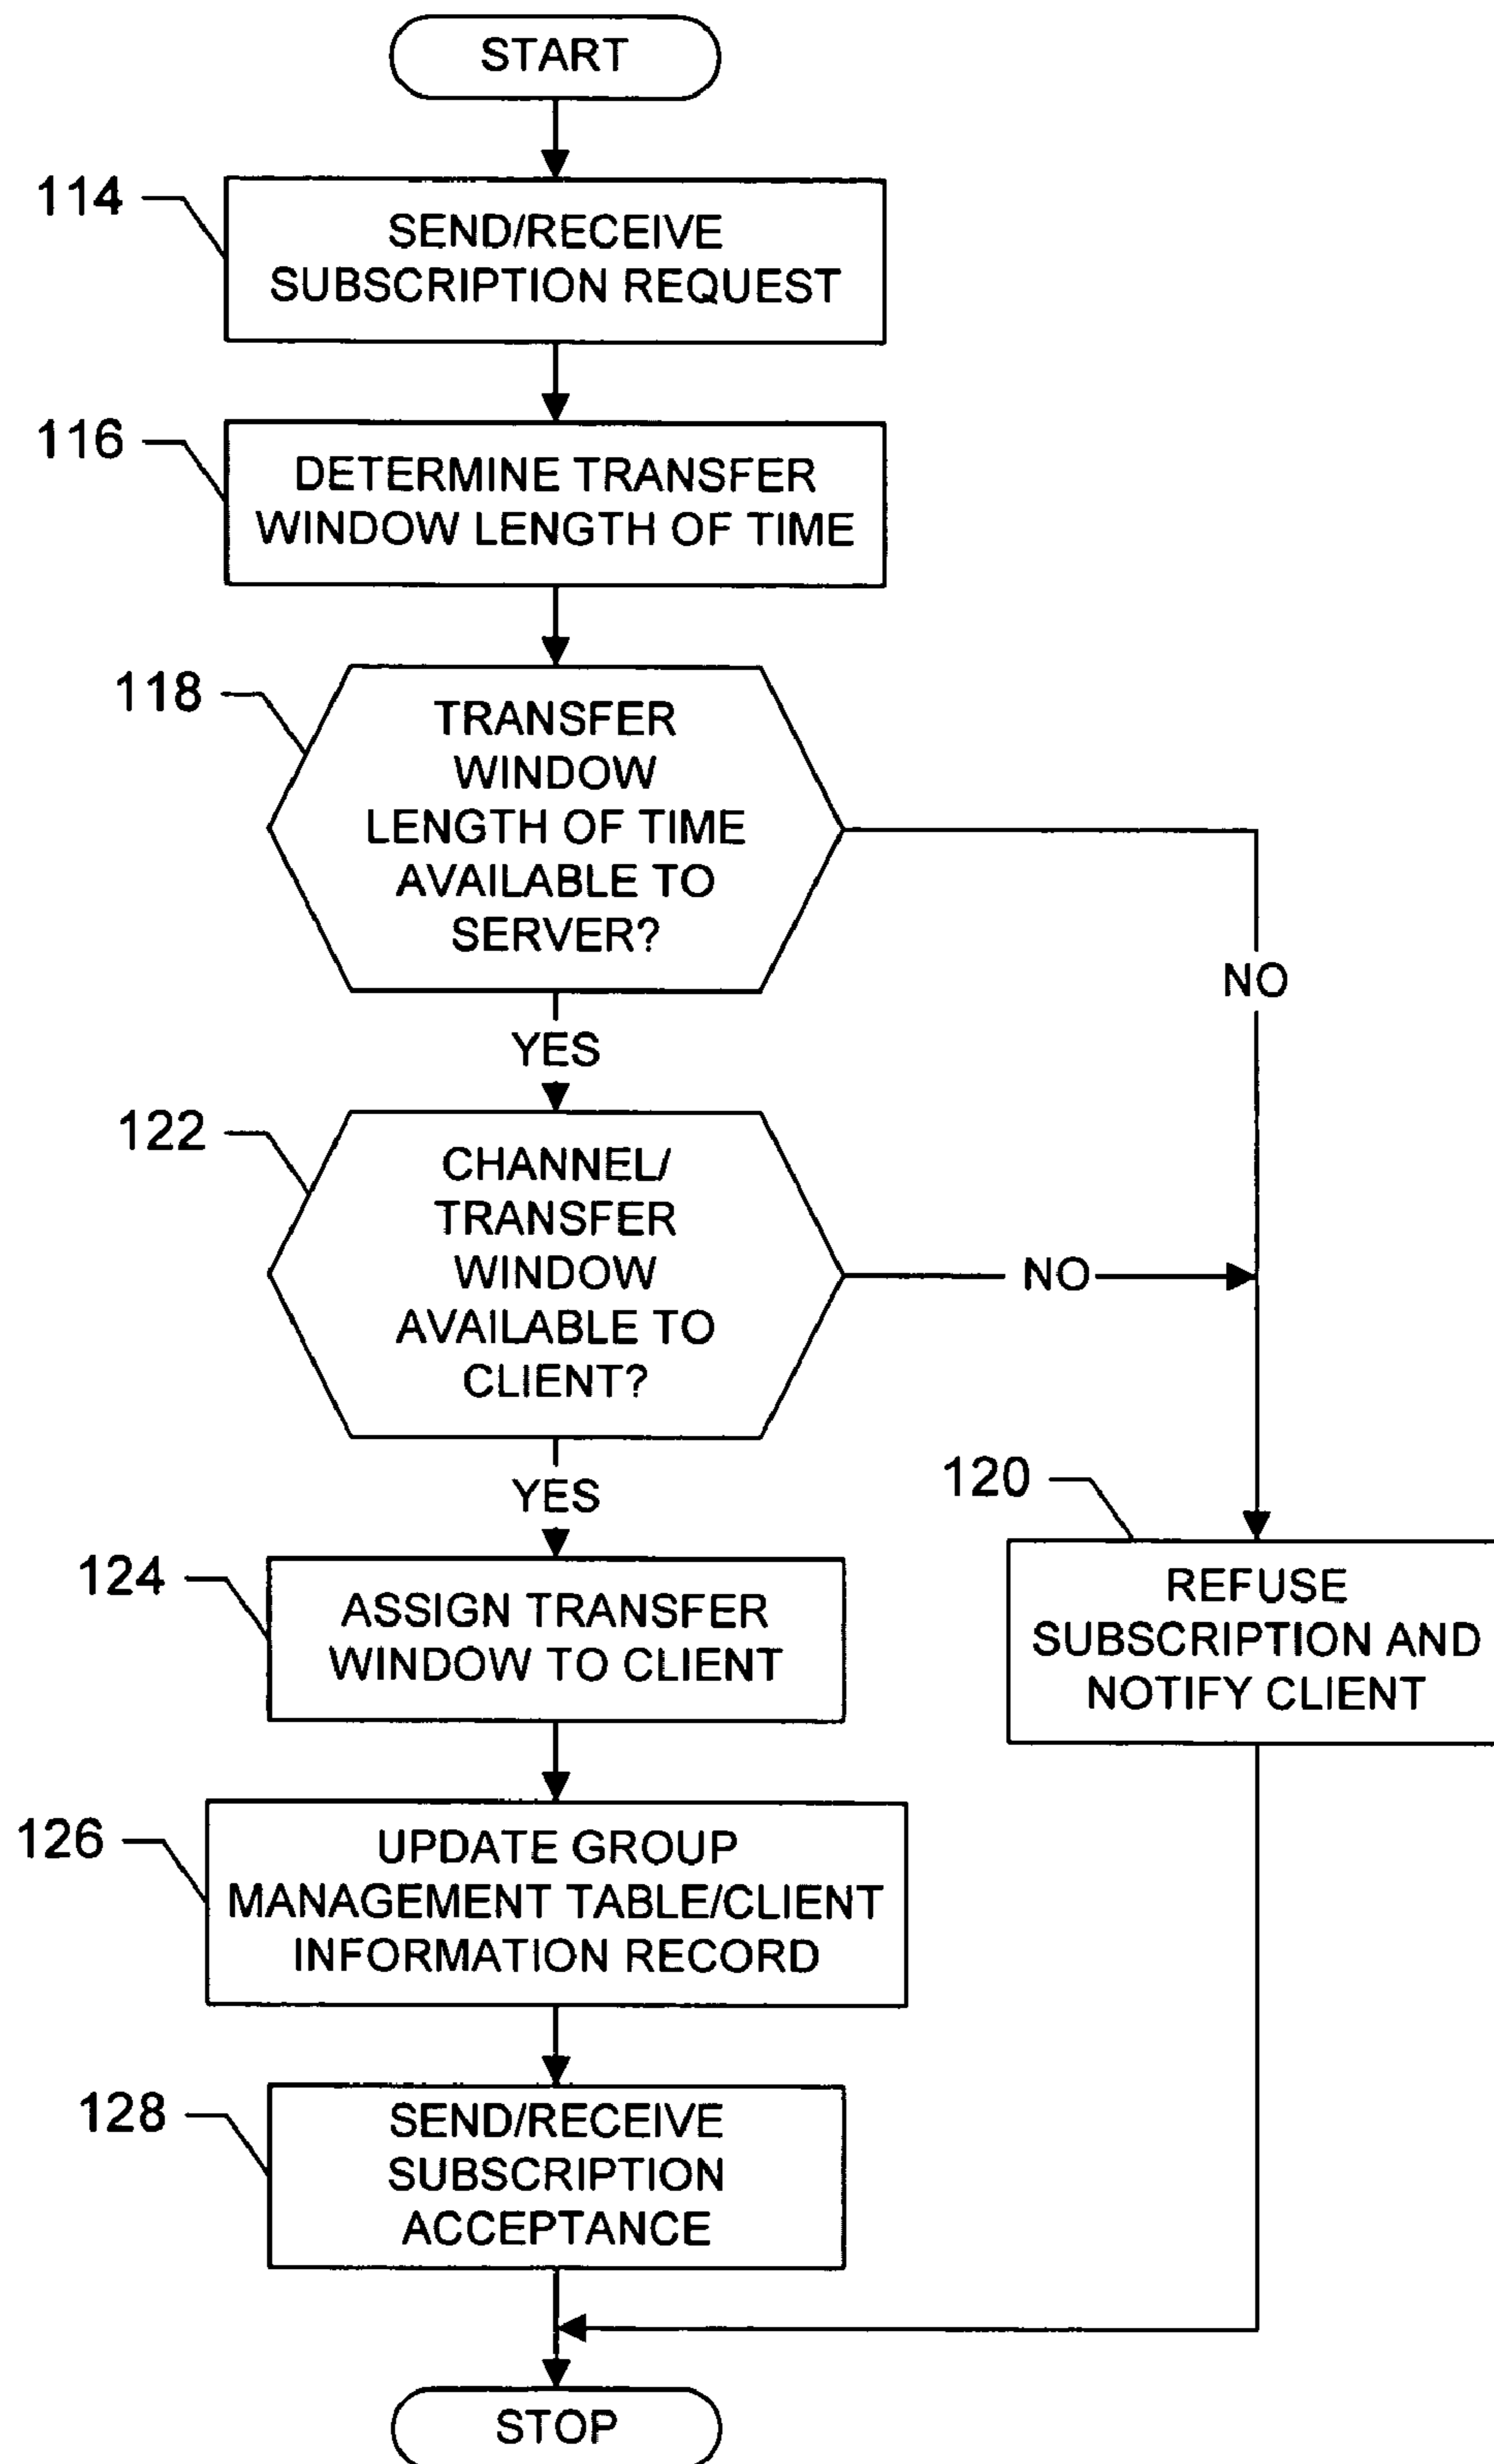 START
114
SEND/RECEIVE
SUBSCRIPTION REQUEST
116
DETERMINE TRANSFER
WINDOW LENGTH OF TIME
118
TRANSFER
WINDOW
LENGTH OF TIME
AVAILABLE TO
SERVER?
NO
YES
122
CHANNEL/
TRANSFER
WINDOW
AVAILABLE TO
CLIENT?
NO
YES
120
REFUSE
SUBSCRIPTION AND
NOTIFY CLIENT
124
ASSIGN TRANSFER
WINDOW TO CLIENT
126
UPDATE GROUP
MANAGEMENT TABLE/CLIENT
INFORMATION RECORD
128
SEND/RECEIVE
SUBSCRIPTION
ACCEPTANCE
STOP